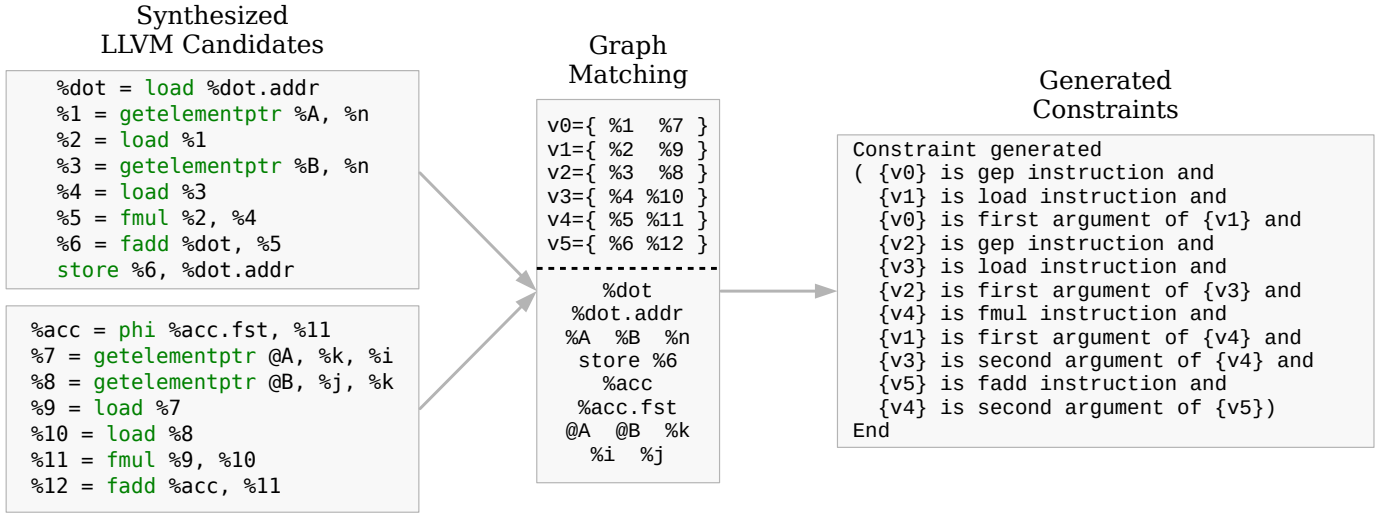 Synthesized
LLVM Candidates
%dot = load %dot.addr
%1 = getelementptr %A, %n
%2 = load %1
%3 = getelementptr %B, %n
%4 = load %3
%5 = fmul %2, %4
%6 = fadd %dot, %5
store %6, %dot.addr
%acc = phi %acc.fst, %11
%7 = getelementptr @A, %k, %i
%8 = getelementptr @B, %j, %k
%9 = load %7
%10 = load %8
%11 = fmul %9, %10
%12 = fadd %acc, %11
Graph
Matching
v0={ %1 %7 }
v1={ %2 %9 }
v2={ %3 %8 }
v3={ %4 %10 }
v4={ %5 %11 }
v5={ %6 %12 }
%dot
%dot.addr
%A %B %n
store %6
%acc
%acc.fst
@A @B %k
%i %j
Generated
Constraints
Constraint generated
( {v0} is gep instruction and
{v1} is load instruction and
{v0} is first argument of {v1} and
{v2} is gep instruction and
{v3} is load instruction and
{v2} is first argument of {v3} and
{v4} is fmul instruction and
{v1} is first argument of {v4} and
{v3} is second argument of {v4} and
{v5} is fadd instruction and
{v4} is second argument of {v5})
End